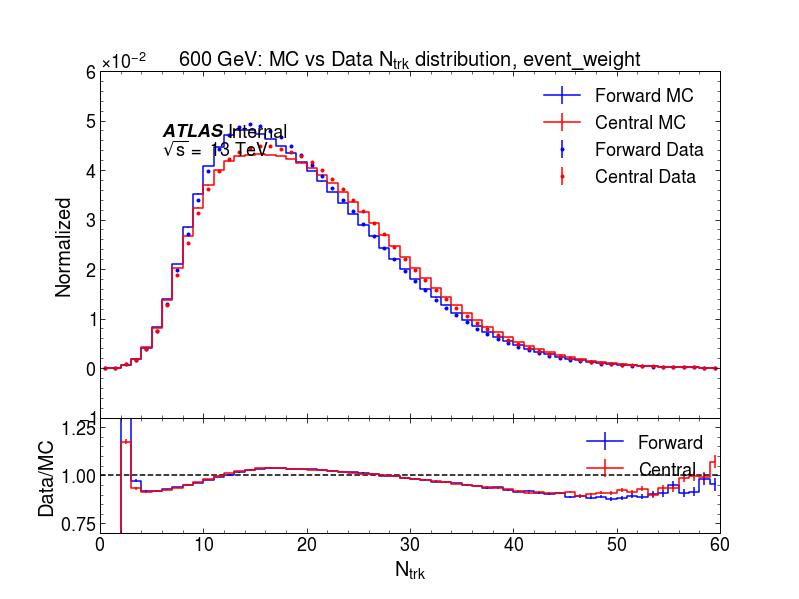 ×10⁻² 600 GeV: MC vs Data N_trk distribution, event_weight
6
5
4
3
2
1
0
−1
Normalized
ATLAS Internal
√s = 13 TeV
Forward MC
Central MC
Forward Data
Central Data
1.25
1.00
0.75
Data/MC
Forward
Central
0 10 20 30 40 50 60
N_trk